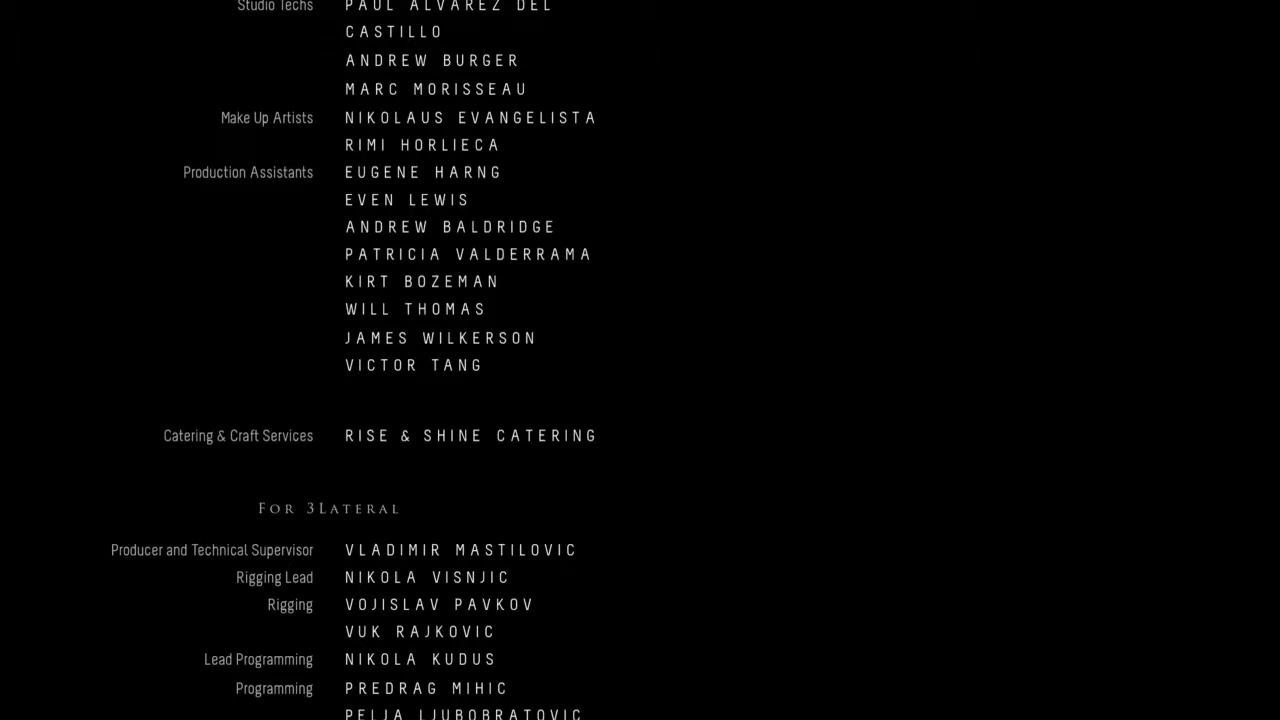 Studio Techs PAUL ALVAREZ DEL
CASTILLO
ANDREW BURGER
MARC MORISSEAU
Make Up Artists NIKOLAUS EVANGELISTA
RIMI HORLIECA
Production Assistants EUGENE HARNG
EVEN LEWIS
ANDREW BALDRIDGE
PATRICIA VALDERRAMA
KIRT BOZEMAN
WILL THOMAS
JAMES WILKERSON
VICTOR TANG
Catering & Craft Services RISE & SHINE CATERING
For 3Lateral
Producer and Technical Supervisor VLADIMIR MASTILOVIC
Rigging Lead NIKOLA VISNJIC
Rigging VOJISLAV PAVKOV
VUK RAJKOVIC
Lead Programming NIKOLA KUDUS
Programming PREDRAG MIHIC
PELJA LJUBOBRATOVIC